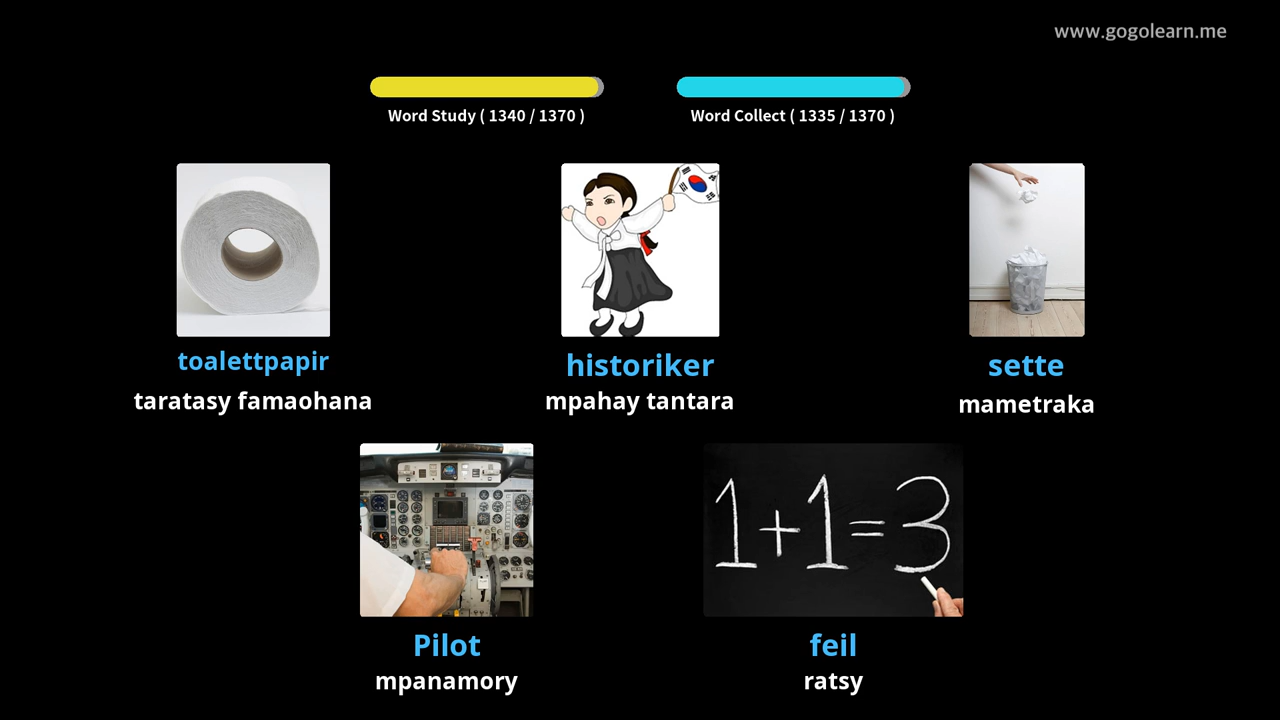 www.gogolearn.me
Word Study ( 1340 / 1370 )
Word Collect ( 1335 / 1370 )
toalettpapir
taratasy famaohana
historiker
mpahay tantara
sette
mametraka
1+1=3
Pilot
mpanamory
feil
ratsy